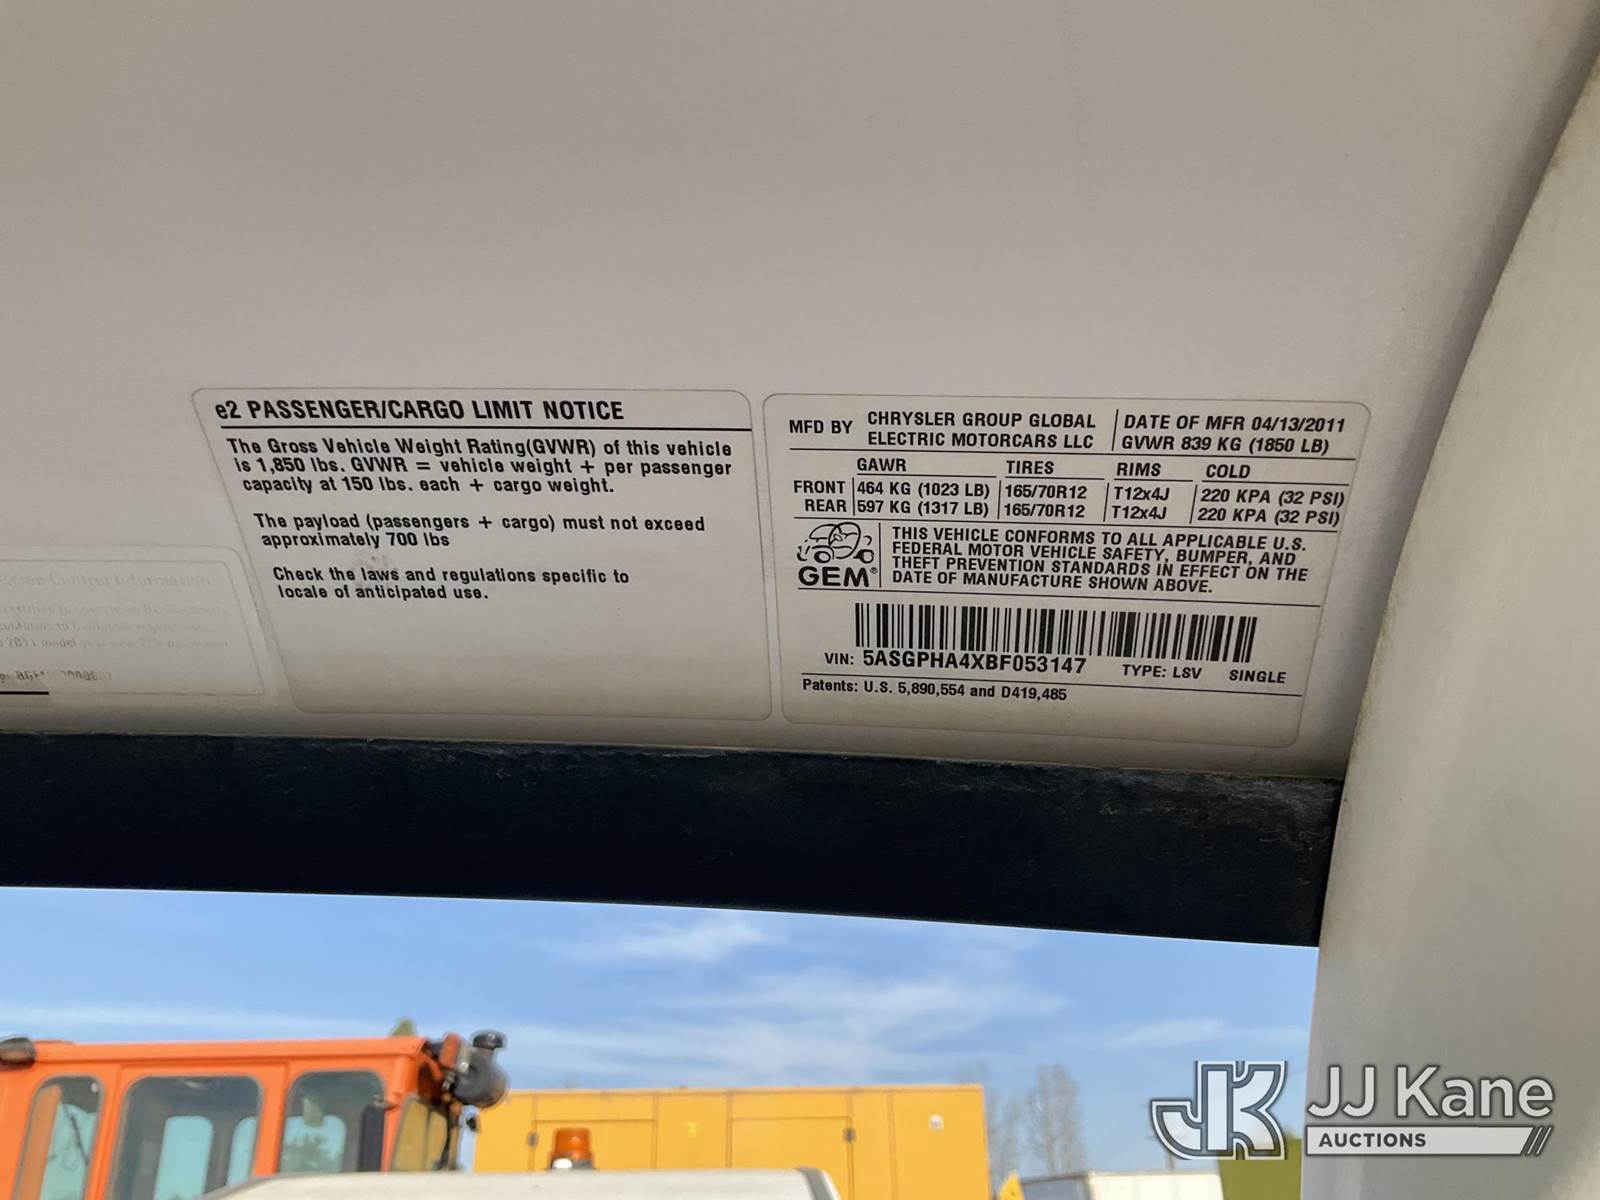 e2 PASSENGER/CARGO LIMIT NOTICE
The Gross Vehicle Weight Rating(GVWR) of this vehicle
is 1,850 lbs. GVWR = vehicle weight + per passenger
capacity at 150 lbs. each + cargo weight.
The payload (passengers + cargo) must not exceed
approximately 700 lbs
Check the laws and regulations specific to
locale of anticipated use.
MFD BY CHRYSLER GROUP GLOBAL
ELECTRIC MOTORCARS LLC
DATE OF MFR 04/13/2011
GVWR 839 KG (1850 LB)
GAWR TIRES RIMS COLD
FRONT 464 KG (1023 LB) 165/70R12 T12x4J 220 KPA (32 PSI)
REAR 597 KG (1317 LB) 165/70R12 T12x4J 220 KPA (32 PSI)
GEM®
THIS VEHICLE CONFORMS TO ALL APPLICABLE U.S.
FEDERAL MOTOR VEHICLE SAFETY, BUMPER, AND
THEFT PREVENTION STANDARDS IN EFFECT ON THE
DATE OF MANUFACTURE SHOWN ABOVE.
VIN: 5ASGPHA4XBF053147 TYPE: LSV SINGLE
Patents: U.S. 5,890,554 and D419,485
Control Information
2011 model year
JK JJ Kane
AUCTIONS